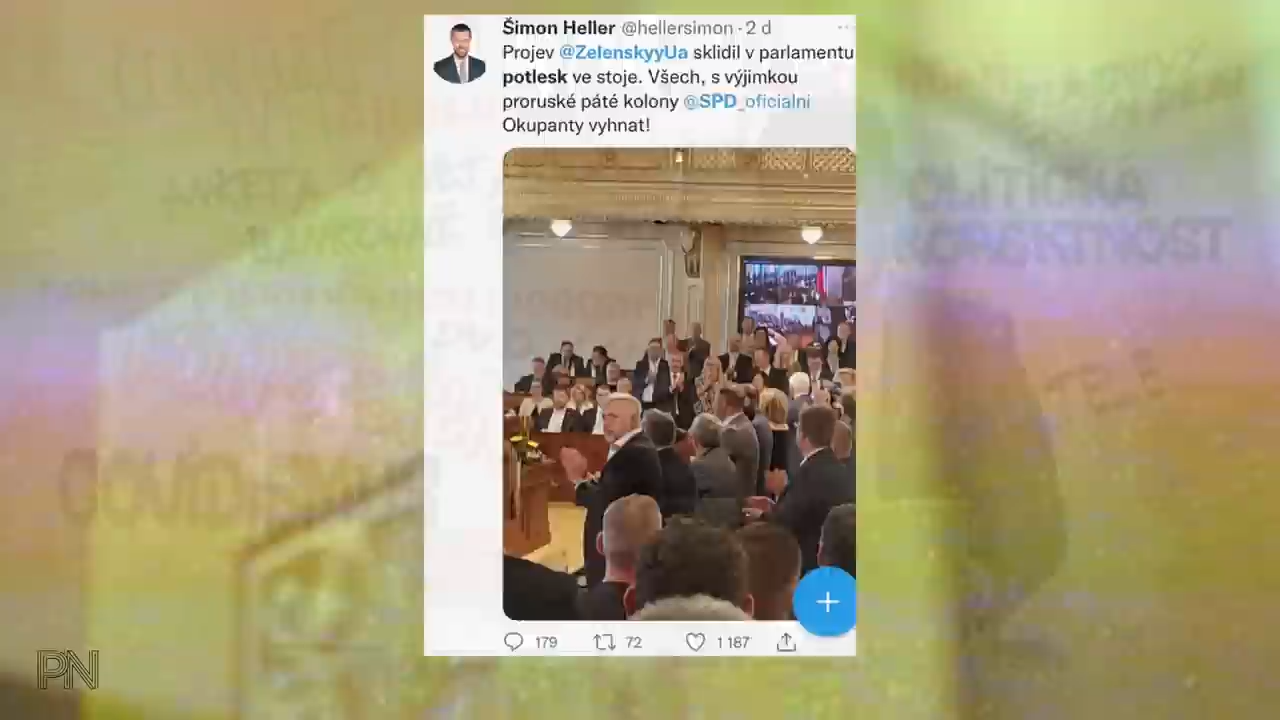 Šimon Heller @hellersimon · 2 d
Projev @ZelenskyyUa sklidil v parlamentu
potlesk ve stoje. Všech, s výjimkou
proruské páté kolony @SPD_oficialni
Okupanty vyhnat!
179 72 1 187
PN